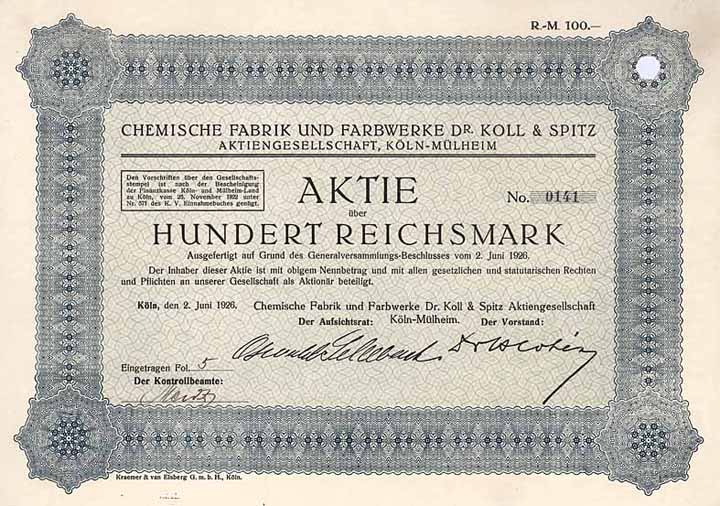 R.-M. 100.—
CHEMISCHE FABRIK UND FARBWERKE DR. KOLL & SPITZ
AKTIENGESELLSCHAFT, KÖLN-MÜLHEIM
Den Vorschriften über den Gesellschafts-
stempel ist nach der Bescheinigung
der Finanzkasse Köln- und Mülheim-Land
zu Köln, vom 25. November 1922 unter
Nr. 571 des K. V. Einnahmebuches genügt.
AKTIE
No. 0141
über
HUNDERT REICHSMARK
Ausgefertigt auf Grund des Generalversammlungs-Beschlusses vom 2. Juni 1926.
Der Inhaber dieser Aktie ist mit obigem Nennbetrag und mit allen gesetzlichen und statutarischen Rechten
und Pflichten an unserer Gesellschaft als Aktionär beteiligt.
Köln, den 2. Juni 1926. Chemische Fabrik und Farbwerke Dr. Koll & Spitz Aktiengesellschaft
Der Aufsichtsrat: Köln-Mülheim. Der Vorstand:
Eingetragen Fol. 5
Der Kontrollbeamte:
Kraemer & van Elsberg G. m. b. H., Köln.